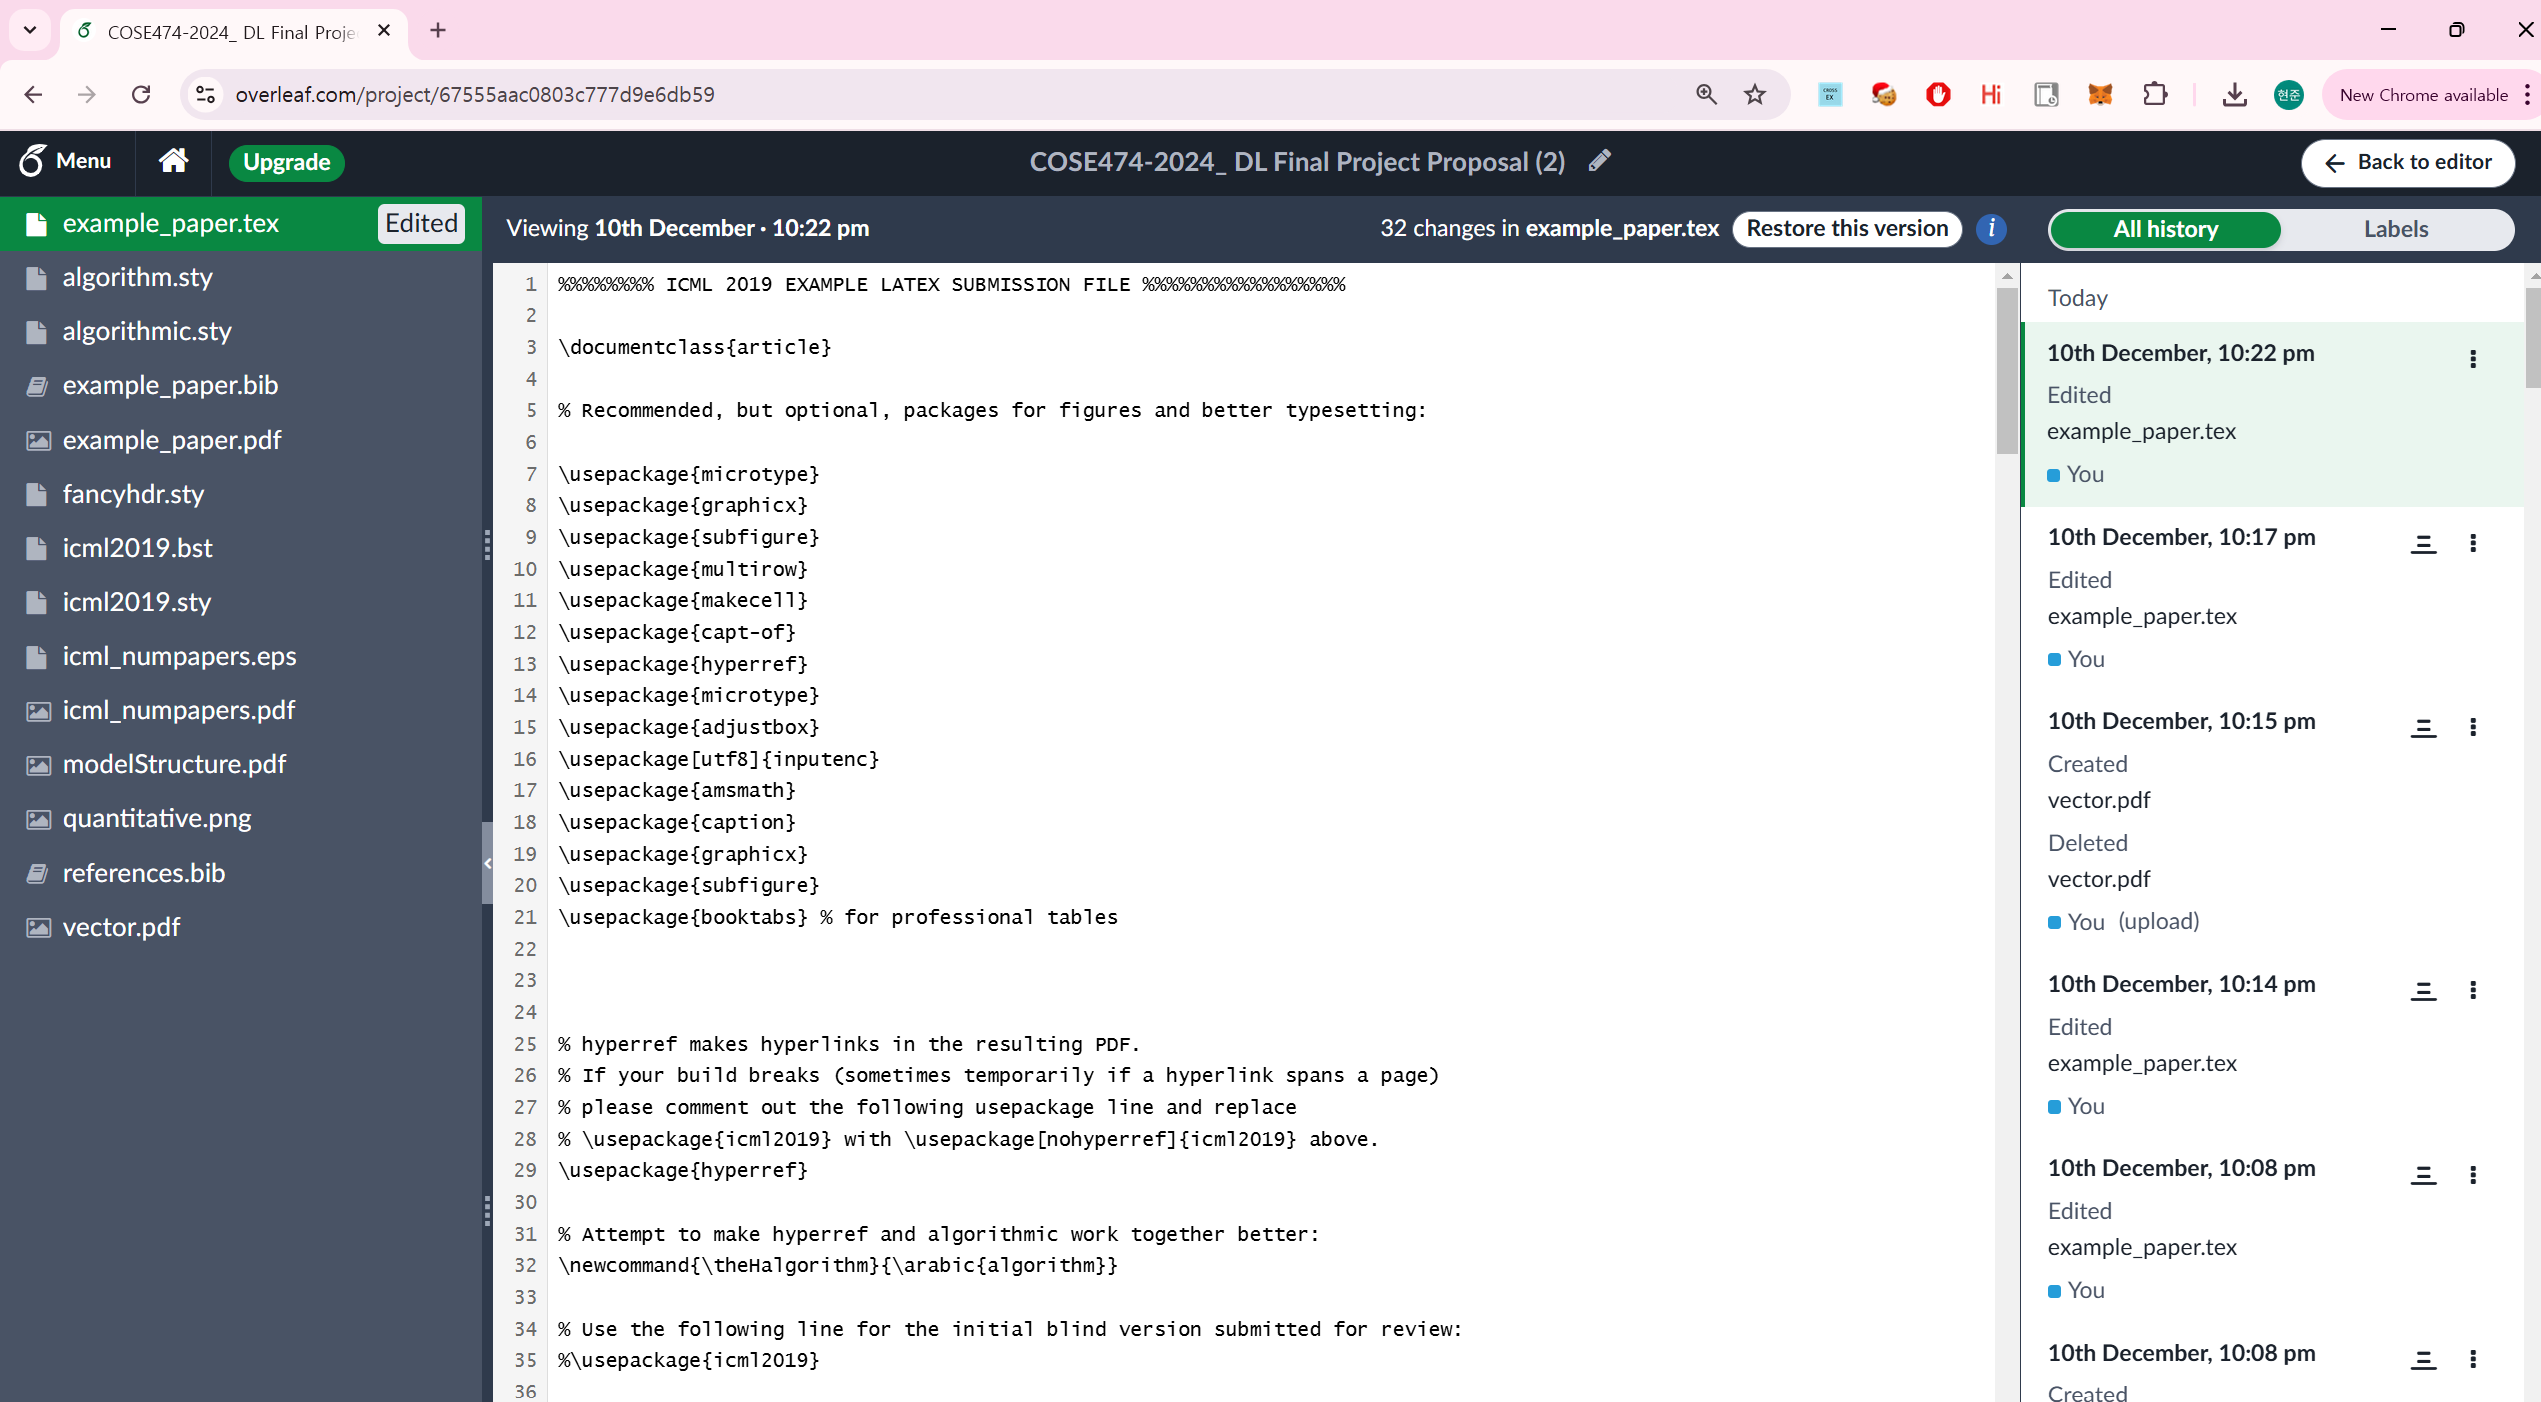 COSE474-2024_ DL Final Proje
overleaf.com/project/67555aac0803c777d9e6db59
CROSS
EX
Hi
현준
New Chrome available
Menu
Upgrade
COSE474-2024_ DL Final Project Proposal (2)
Back to editor
example_paper.tex
Edited
algorithm.sty
algorithmic.sty
example_paper.bib
example_paper.pdf
fancyhdr.sty
icml2019.bst
icml2019.sty
icml_numpapers.eps
icml_numpapers.pdf
modelStructure.pdf
quantitative.png
references.bib
vector.pdf
Viewing 10th December · 10:22 pm
32 changes in example_paper.tex
Restore this version
i
1 %%%%%%%% ICML 2019 EXAMPLE LATEX SUBMISSION FILE %%%%%%%%%%%%%%%%%
2
3 \documentclass{article}
4
5 % Recommended, but optional, packages for figures and better typesetting:
6
7 \usepackage{microtype}
8 \usepackage{graphicx}
9 \usepackage{subfigure}
10 \usepackage{multirow}
11 \usepackage{makecell}
12 \usepackage{capt-of}
13 \usepackage{hyperref}
14 \usepackage{microtype}
15 \usepackage{adjustbox}
16 \usepackage[utf8]{inputenc}
17 \usepackage{amsmath}
18 \usepackage{caption}
19 \usepackage{graphicx}
20 \usepackage{subfigure}
21 \usepackage{booktabs} % for professional tables
22
23
24
25 % hyperref makes hyperlinks in the resulting PDF.
26 % If your build breaks (sometimes temporarily if a hyperlink spans a page)
27 % please comment out the following usepackage line and replace
28 % \usepackage{icml2019} with \usepackage[nohyperref]{icml2019} above.
29 \usepackage{hyperref}
30
31 % Attempt to make hyperref and algorithmic work together better:
32 \newcommand{\theHalgorithm}{\arabic{algorithm}}
33
34 % Use the following line for the initial blind version submitted for review:
35 %\usepackage{icml2019}
36
All history
Labels
Today
10th December, 10:22 pm
Edited
example_paper.tex
You
10th December, 10:17 pm
Edited
example_paper.tex
You
10th December, 10:15 pm
Created
vector.pdf
Deleted
vector.pdf
You (upload)
10th December, 10:14 pm
Edited
example_paper.tex
You
10th December, 10:08 pm
Edited
example_paper.tex
You
10th December, 10:08 pm
Created